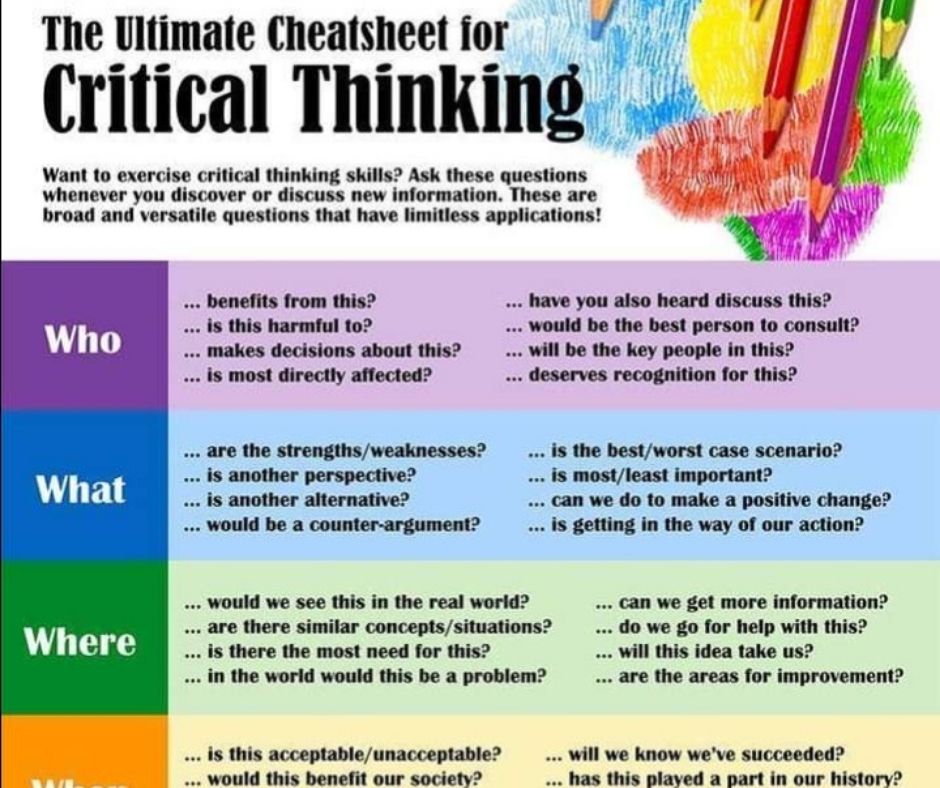 The Ultimate Cheatsheet for
Critical Thinking
Want to exercise critical thinking skills? Ask these questions
whenever you discover or discuss new information. These are
broad and versatile questions that have limitless applications!
Who
... benefits from this?
... is this harmful to?
... makes decisions about this?
... is most directly affected?
... have you also heard discuss this?
... would be the best person to consult?
... will be the key people in this?
... deserves recognition for this?
What
... are the strengths/weaknesses?
... is another perspective?
... is another alternative?
... would be a counter-argument?
... is the best/worst case scenario?
... is most/least important?
... can we do to make a positive change?
... is getting in the way of our action?
Where
... would we see this in the real world?
... are there similar concepts/situations?
... is there the most need for this?
... in the world would this be a problem?
... can we get more information?
... do we go for help with this?
... will this idea take us?
... are the areas for improvement?
When
... is this acceptable/unacceptable?
... would this benefit our society?
... will we know we've succeeded?
... has this played a part in our history?